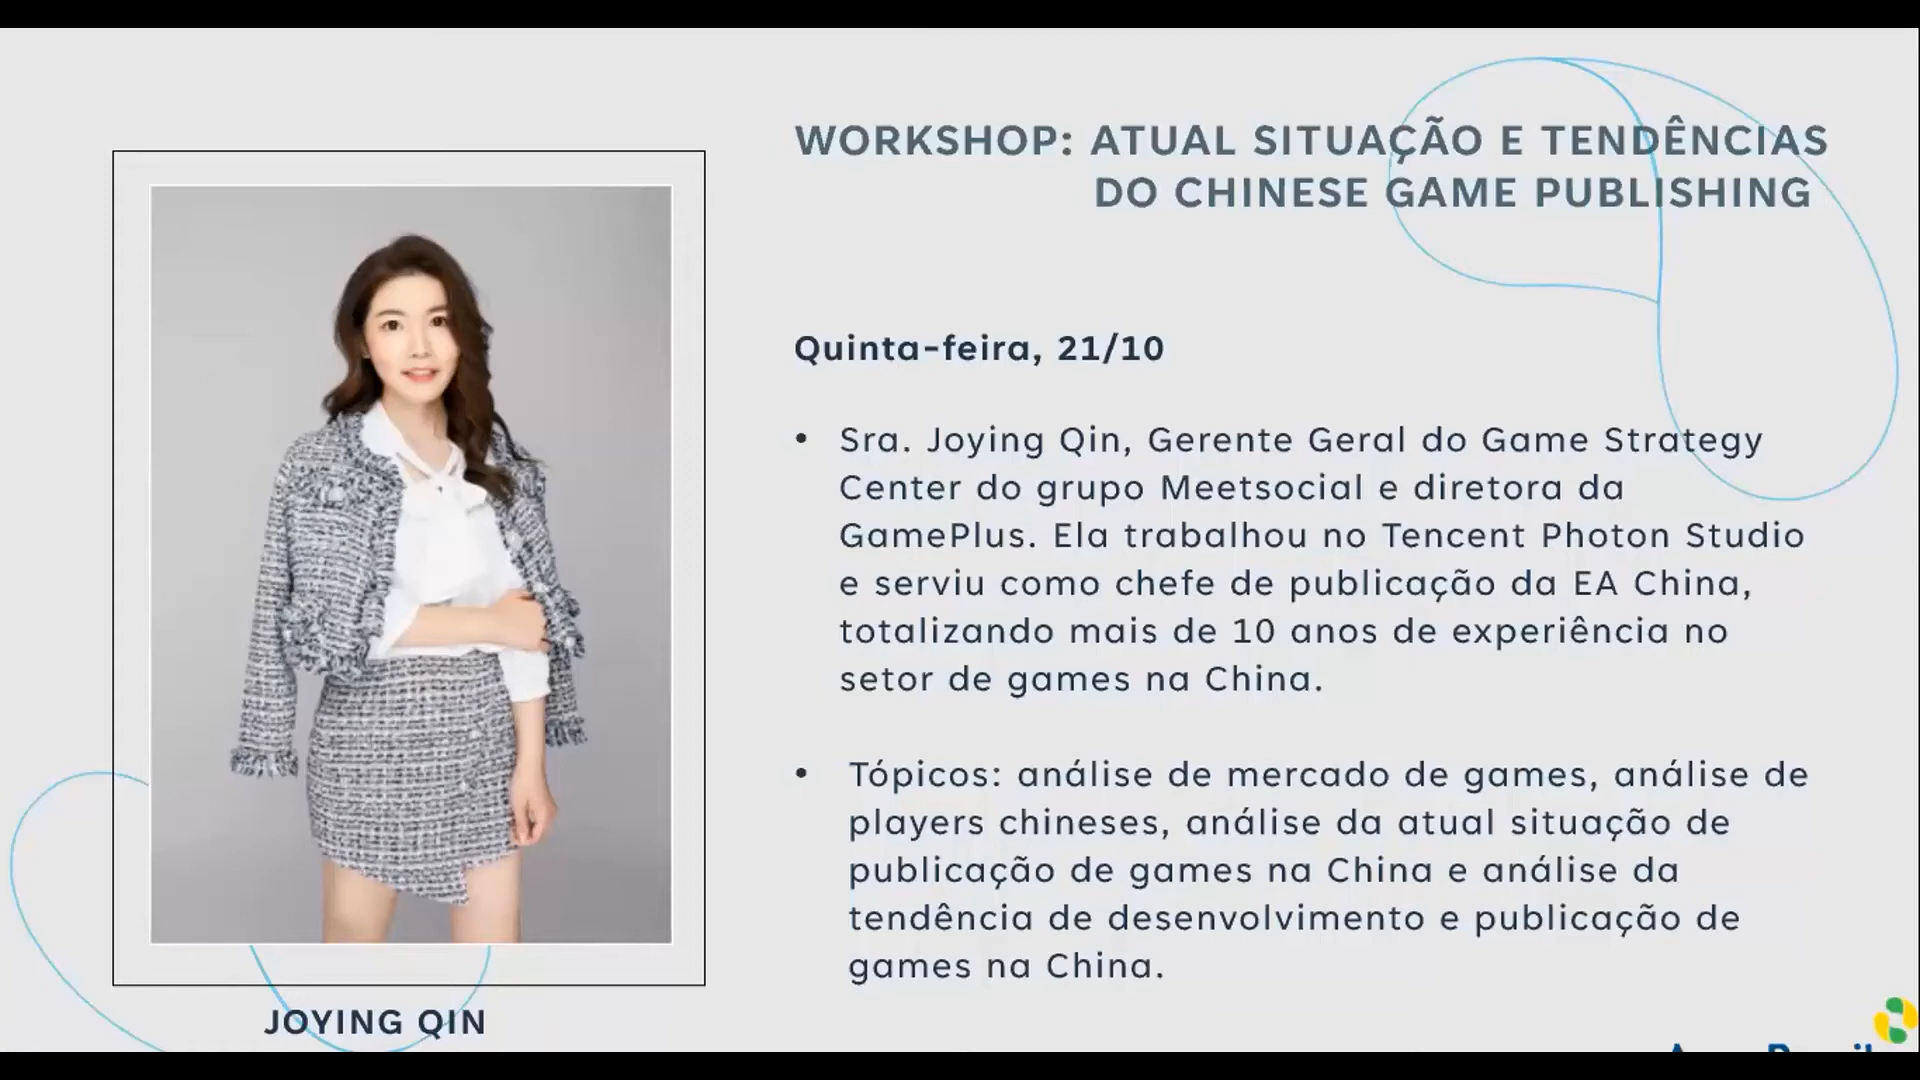 WORKSHOP: ATUAL SITUAÇÃO E TENDÊNCIAS
DO CHINESE GAME PUBLISHING
Quinta-feira, 21/10
• Sra. Joying Qin, Gerente Geral do Game Strategy
Center do grupo Meetsocial e diretora da
GamePlus. Ela trabalhou no Tencent Photon Studio
e serviu como chefe de publicação da EA China,
totalizando mais de 10 anos de experiência no
setor de games na China.
• Tópicos: análise de mercado de games, análise de
players chineses, análise da atual situação de
publicação de games na China e análise da
tendência de desenvolvimento e publicação de
games na China.
JOYING QIN